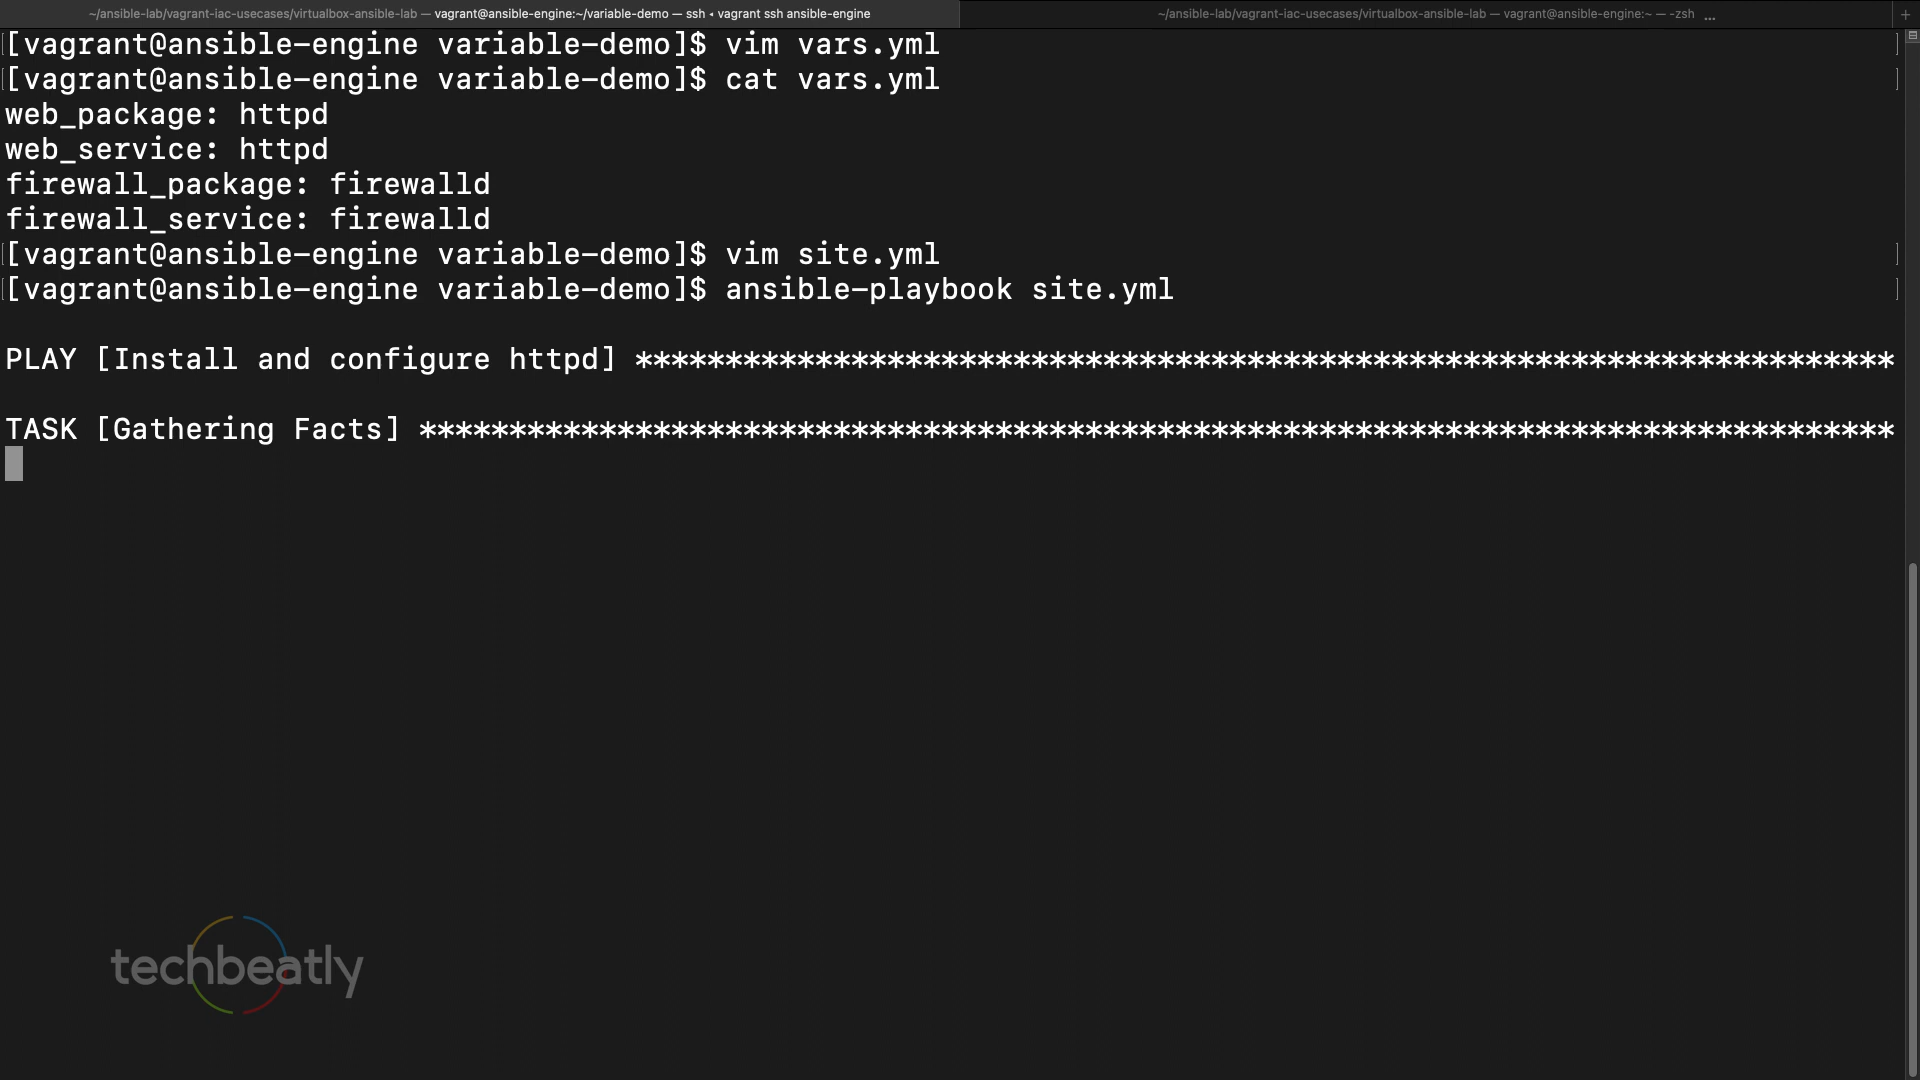 ~/ansible-lab/vagrant-iac-usecases/virtualbox-ansible-lab — vagrant@ansible-engine:~/variable-demo — ssh ◂ vagrant ssh ansible-engine
~/ansible-lab/vagrant-iac-usecases/virtualbox-ansible-lab — vagrant@ansible-engine:~ — -zsh ...
[vagrant@ansible-engine variable-demo]$ vim vars.yml
[vagrant@ansible-engine variable-demo]$ cat vars.yml
web_package: httpd
web_service: httpd
firewall_package: firewalld
firewall_service: firewalld
[vagrant@ansible-engine variable-demo]$ vim site.yml
[vagrant@ansible-engine variable-demo]$ ansible-playbook site.yml
PLAY [Install and configure httpd] **********************************************************************
TASK [Gathering Facts] **********************************************************************************
techbeatly